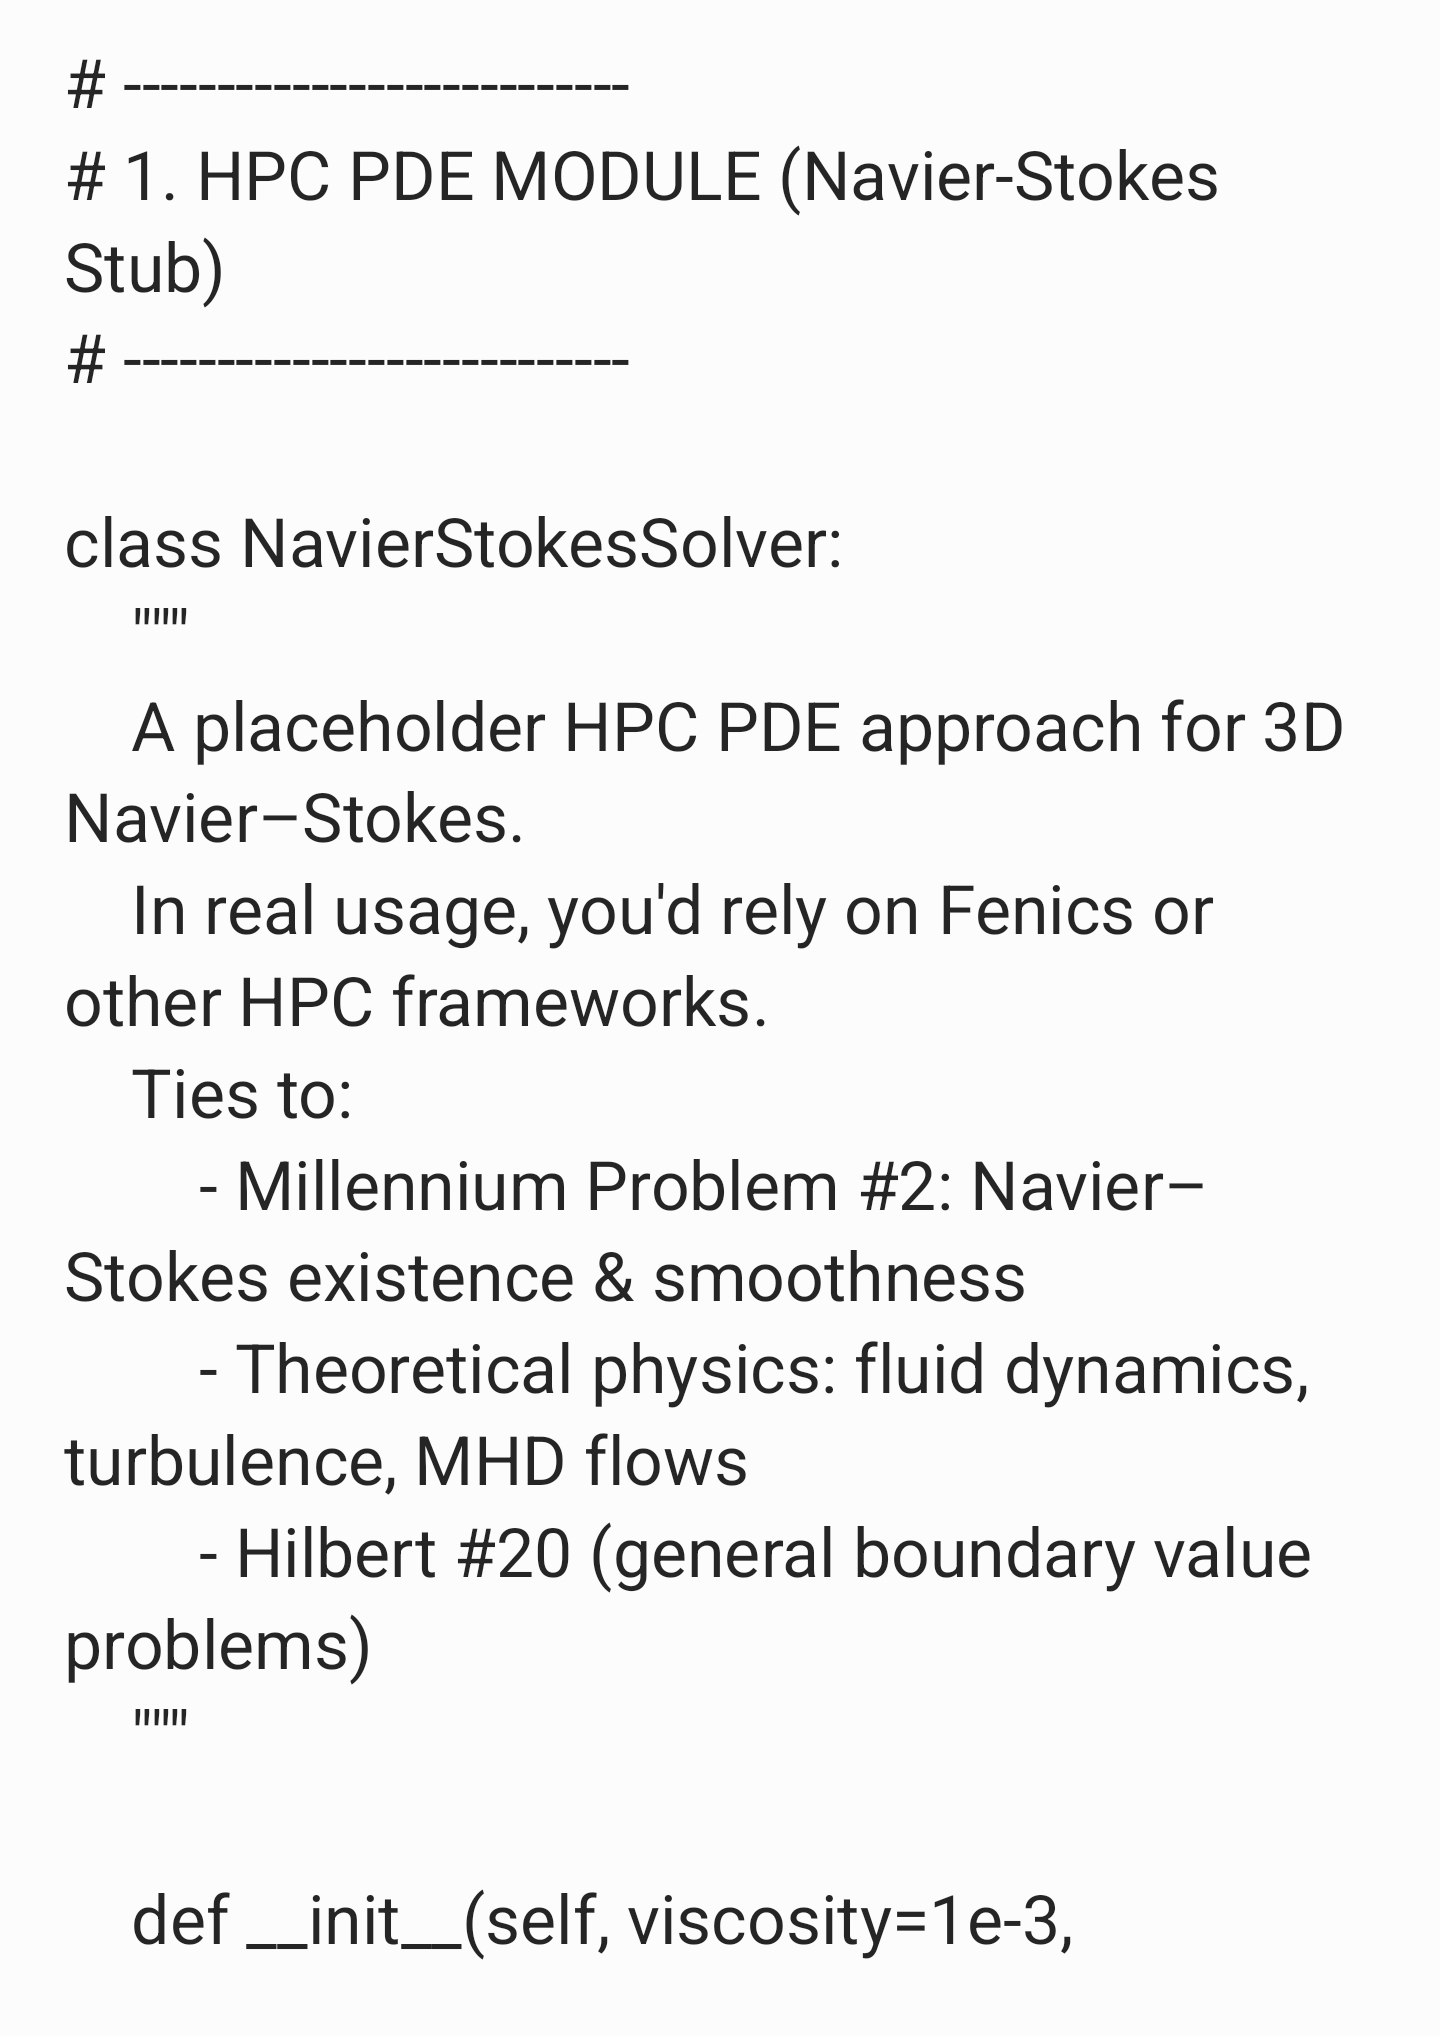 # ---------------------------
# 1. HPC PDE MODULE (Navier-Stokes
Stub)
# ---------------------------
class NavierStokesSolver:
"""
A placeholder HPC PDE approach for 3D
Navier–Stokes.
In real usage, you'd rely on Fenics or
other HPC frameworks.
Ties to:
- Millennium Problem #2: Navier–
Stokes existence & smoothness
- Theoretical physics: fluid dynamics,
turbulence, MHD flows
- Hilbert #20 (general boundary value
problems)
"""
def __init__(self, viscosity=1e-3,